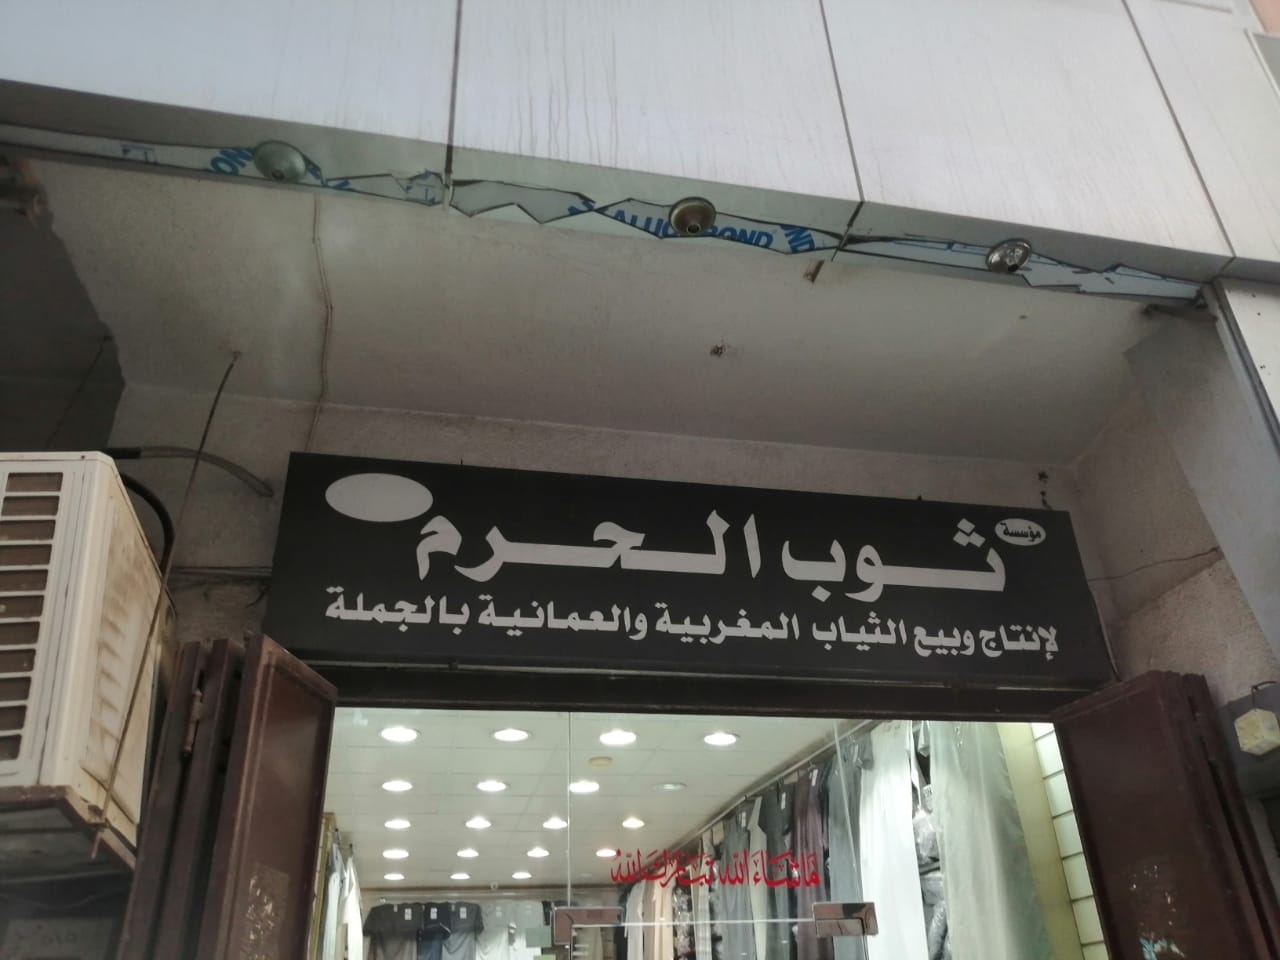 ALUCOBOND
مؤسسة
ثوب الحرم
لإنتاج وبيع الثياب المغربية والعمانية بالجملة
ما شاء الله تبارك الله